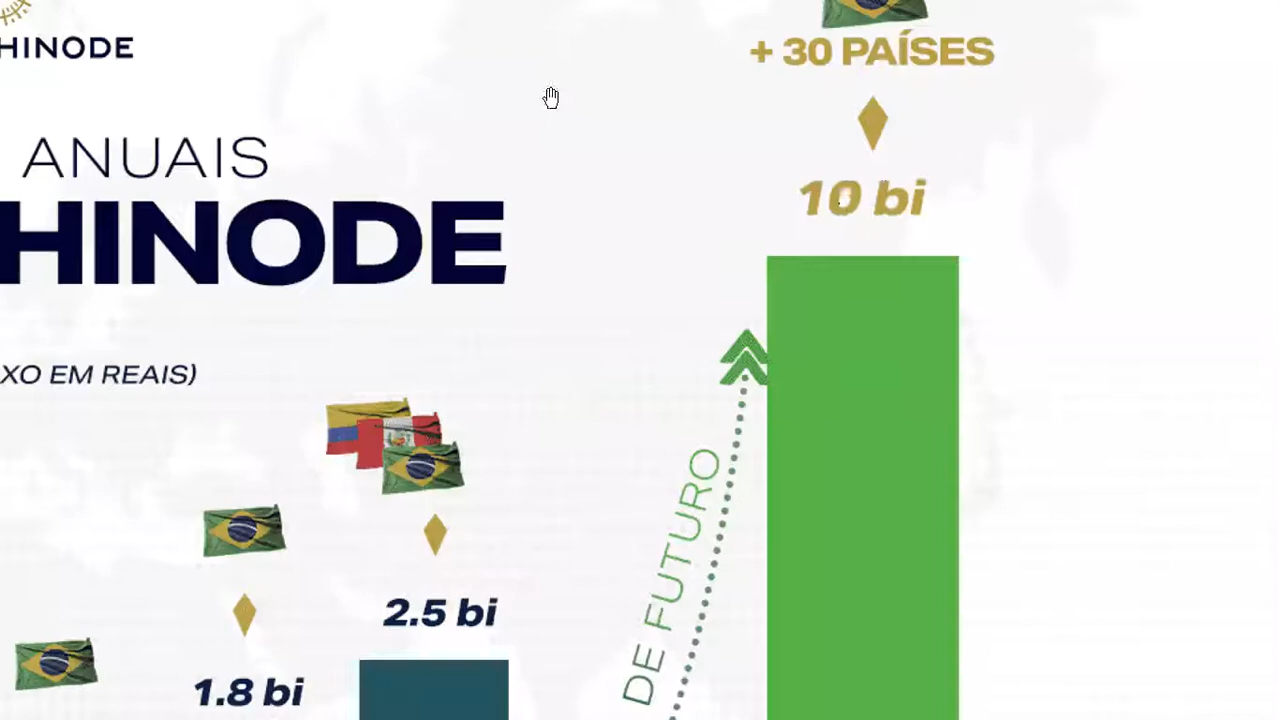 HINODE
+ 30 PAÍSES
ANUAIS
10 bi
HINODE
XO EM REAIS)
DE FUTURO
2.5 bi
1.8 bi